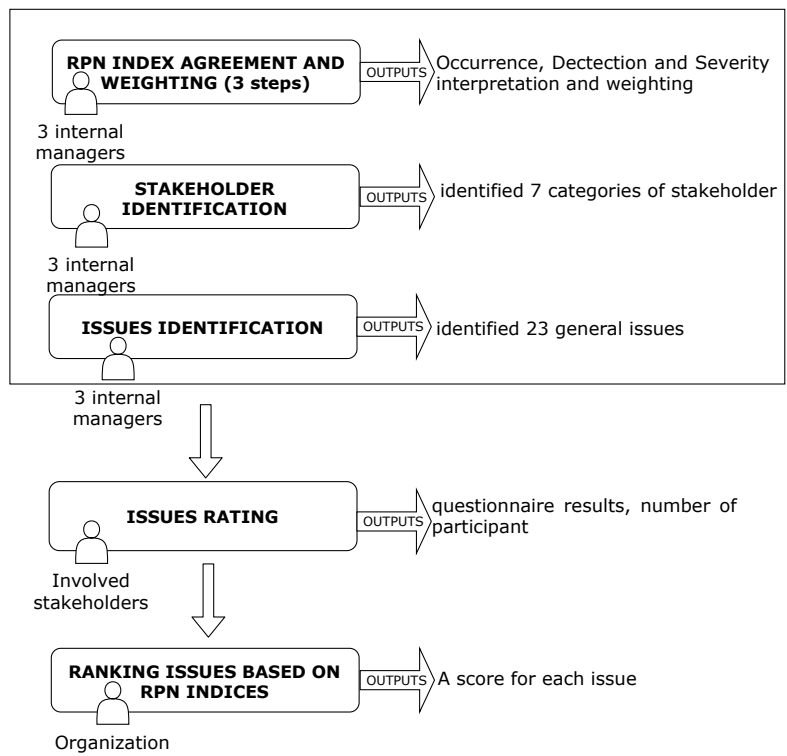 RPN INDEX AGREEMENT AND
WEIGHTING (3 steps)
OUTPUTS
Occurrence, Dectection and Severity
interpretation and weighting
3 internal
managers
STAKEHOLDER
IDENTIFICATION
OUTPUTS
identified 7 categories of stakeholder
3 internal
managers
ISSUES IDENTIFICATION
OUTPUTS
identified 23 general issues
3 internal
managers
ISSUES RATING
OUTPUTS
questionnaire results, number of
participant
Involved
stakeholders
RANKING ISSUES BASED ON
RPN INDICES
OUTPUTS
A score for each issue
Organization